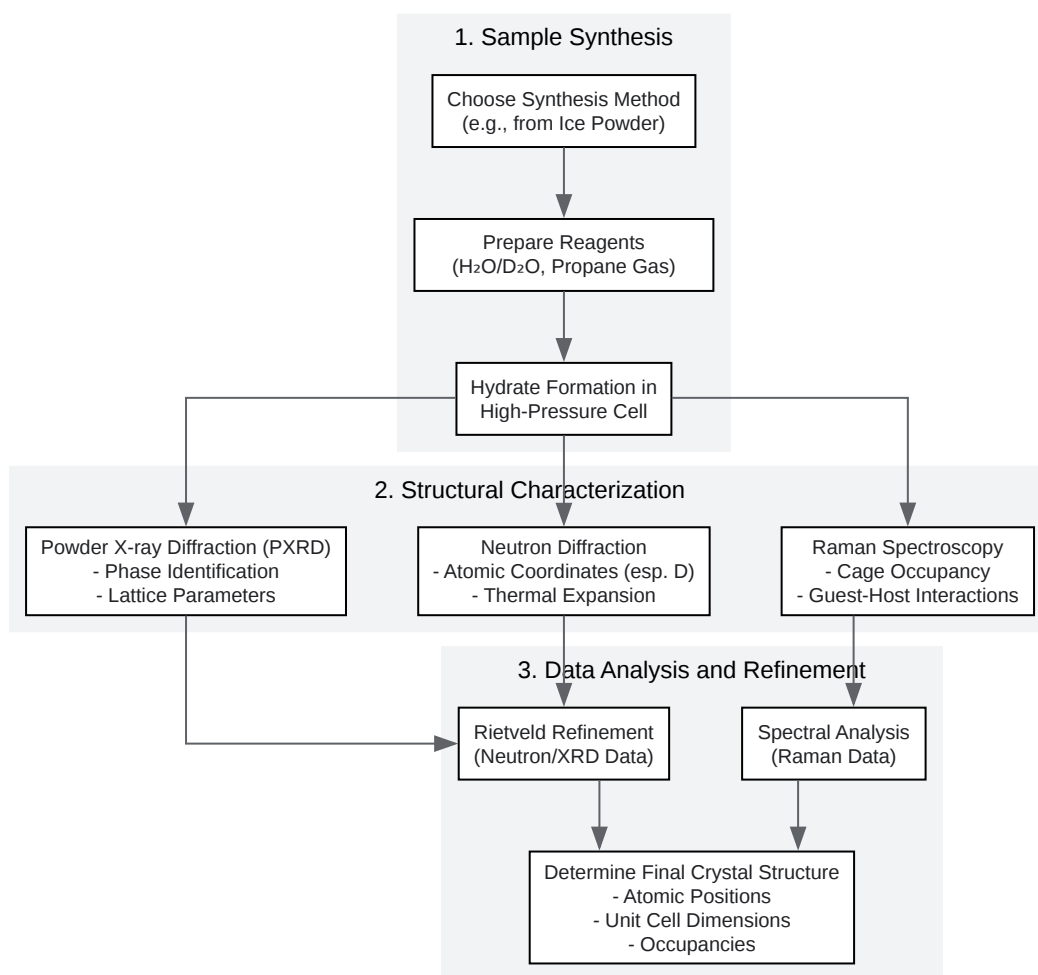 1. Sample Synthesis
Choose Synthesis Method
(e.g., from Ice Powder)
Prepare Reagents
(H₂O/D₂O, Propane Gas)
Hydrate Formation in
High-Pressure Cell
2. Structural Characterization
Powder X-ray Diffraction (PXRD)
- Phase Identification
- Lattice Parameters
Neutron Diffraction
- Atomic Coordinates (esp. D)
- Thermal Expansion
Raman Spectroscopy
- Cage Occupancy
- Guest-Host Interactions
3. Data Analysis and Refinement
Rietveld Refinement
(Neutron/XRD Data)
Spectral Analysis
(Raman Data)
Determine Final Crystal Structure
- Atomic Positions
- Unit Cell Dimensions
- Occupancies